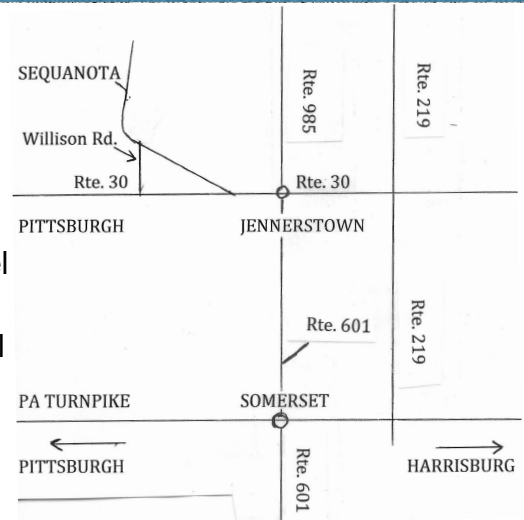 SEQUANOTA
Rte. 985
Rte. 219
Willison Rd.
Rte. 30
Rte. 30
PITTSBURGH
JENNERSTOWN
Rte. 601
Rte. 219
PA TURNPIKE
SOMERSET
PITTSBURGH
Rte. 601
HARRISBURG